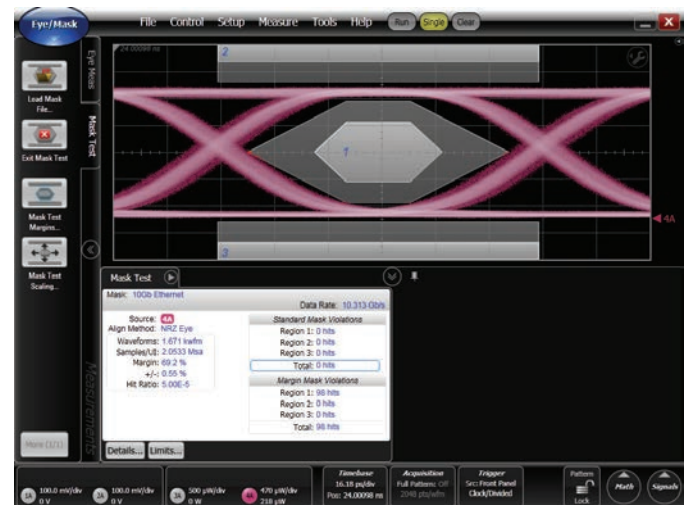 Eye/Mask
File Control Setup Measure Tools Help Run Single Clear
24.00098 ns
Load Mask
File...
Exit Mask Test
Mask Test
Margins...
Mask Test
Scaling...
More (1/1)
Eye Meas
Mask Test
Measurements
2
1
3
4A
Mask Test
Mask: 10Gb Ethernet
Data Rate: 10.313 Gb/s
Source: 4A
Align Method: NRZ Eye
Waveforms: 1.671 kwfm
Samples/UI: 2.0533 Msa
Margin: 69.2 %
+/-: 0.55 %
Hit Ratio: 5.00E-5
Standard Mask Violations
Region 1: 0 hits
Region 2: 0 hits
Region 3: 0 hits
Total: 0 hits
Margin Mask Violations
Region 1: 98 hits
Region 2: 0 hits
Region 3: 0 hits
Total: 98 hits
Details... Limits...
1A 100.0 mV/div
0 V
2A 100.0 mV/div
0 V
3A 500 µW/div
0 W
4A 470 µW/div
218 µW
Timebase
16.18 ps/div
Pos: 24.00098 ns
Acquisition
Full Pattern: Off
2048 pts/wfm
Trigger
Src: Front Panel
Clock/Divided
Pattern
Lock
Math
Signals